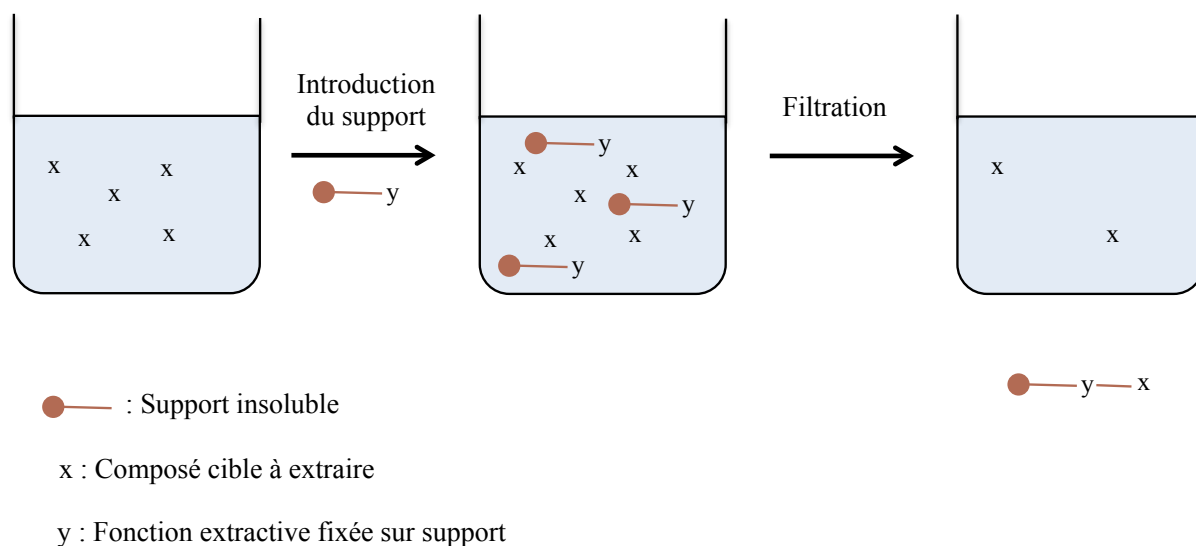 Introduction
du support
Filtration
x
x
x
x
x
y
y
x
x
x
y
x
x
y
x
x
y
x
: Support insoluble
x : Composé cible à extraire
y : Fonction extractive fixée sur support